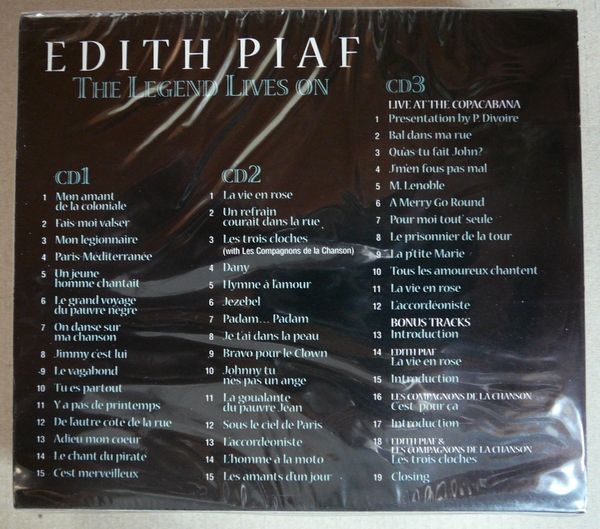 EDITH PIAF
THE LEGEND LIVES ON
CD1
1 Mon amant
de la coloniale
2 Fais moi valser
3 Mon legionnaire
4 Paris-Méditerranée
5 Un jeune
homme chantait
6 Le grand voyage
du pauvre nègre
7 On danse sur
ma chanson
8 Jimmy c'est lui
9 Le vagabond
10 Tu es partout
11 Y a pas de printemps
12 De l'autre côte de la rue
13 Adieu mon coeur
14 Le chant du pirate
15 C'est merveilleux
CD2
1 La vie en rose
2 Un refrain
courait dans la rue
3 Les trois cloches
(with Les Compagnons de la Chanson)
4 Dany
5 Hymne à l'amour
6 Jezebel
7 Padam... Padam
8 Je t'ai dans la peau
9 Bravo pour le Clown
10 Johnny tu
n'es pas un ange
11 La goualante
du pauvre Jean
12 Sous le ciel de Paris
13 L'accordeoniste
14 L'homme à la moto
15 Les amants d'un jour
CD3
LIVE AT THE COPACABANA
1 Presentation by P. Divoire
2 Bal dans ma rue
3 Qu'as-tu fait John?
4 J'm'en fous pas mal
5 M. Lenoble
6 A Merry Go Round
7 Pour moi tout' seule
8 Le prisonnier de la tour
9 La p'tite Marie
10 Tous les amoureux chantent
11 La vie en rose
12 L'accordéoniste
BONUS TRACKS
13 Introduction
14 EDITH PIAF
La vie en rose
15 Introduction
16 LES COMPAGNONS DE LA CHANSON
C'est pour ça
17 Introduction
18 EDITH PIAF &
LES COMPAGNONS DE LA CHANSON
Les trois cloches
19 Closing